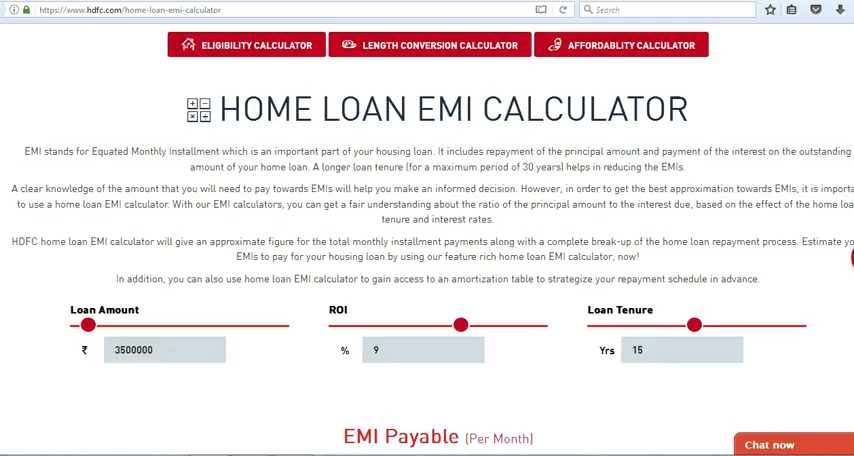 https://www.hdfc.com/home-loan-emi-calculator
Search
ELIGIBILITY CALCULATOR
LENGTH CONVERSION CALCULATOR
AFFORDABLITY CALCULATOR
HOME LOAN EMI CALCULATOR
EMI stands for Equated Monthly Installment which is an important part of your housing loan. It includes repayment of the principal amount and payment of the interest on the outstanding
amount of your home loan. A longer loan tenure (for a maximum period of 30 years) helps in reducing the EMIs.
A clear knowledge of the amount that you will need to pay towards EMIs will help you make an informed decision. However, in order to get the best approximation towards EMIs, it is importa
to use a home loan EMI calculator. With our EMI calculators, you can get a fair understanding about the ratio of the principal amount to the interest due, based on the effect of the home loa
tenure and interest rates.
HDFC home loan EMI calculator will give an approximate figure for the total monthly installment payments along with a complete break-up of the home loan repayment process. Estimate yo
EMIs to pay for your housing loan by using our feature rich home loan EMI calculator, now!
In addition, you can also use home loan EMI calculator to gain access to an amortization table to strategize your repayment schedule in advance.
Loan Amount
₹ 3500000
ROI
% 9
Loan Tenure
Yrs 15
EMI Payable (Per Month)
Chat now